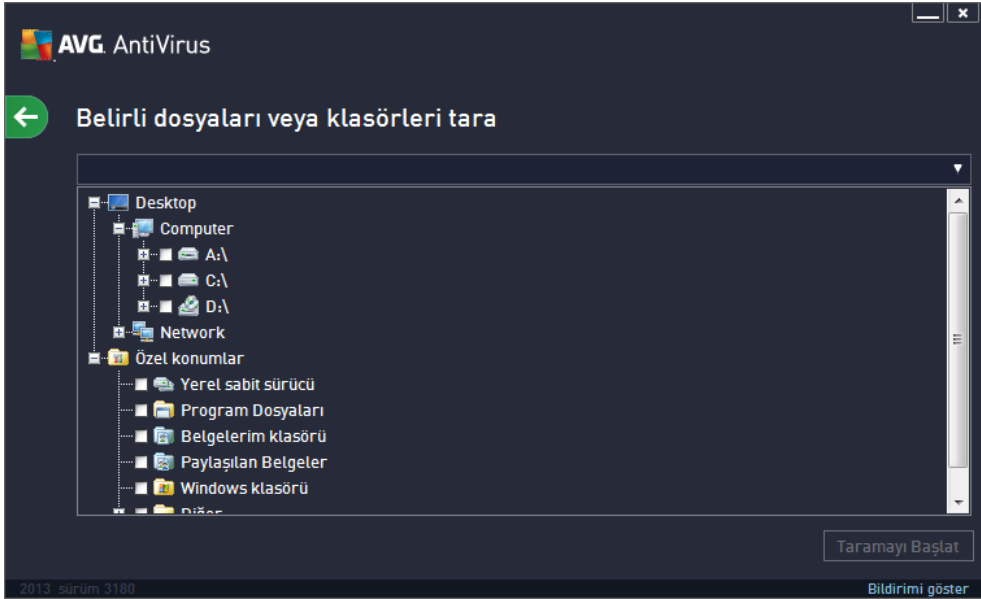 AVG. AntiVirus
Belirli dosyaları veya klasörleri tara
Desktop
Computer
A:\
C:\
D:\
Network
Özel konumlar
Yerel sabit sürücü
Program Dosyaları
Belgelerim klasörü
Paylaşılan Belgeler
Windows klasörü
Diğer
Taramayı Başlat
2013 sürüm 3180
Bildirimi göster